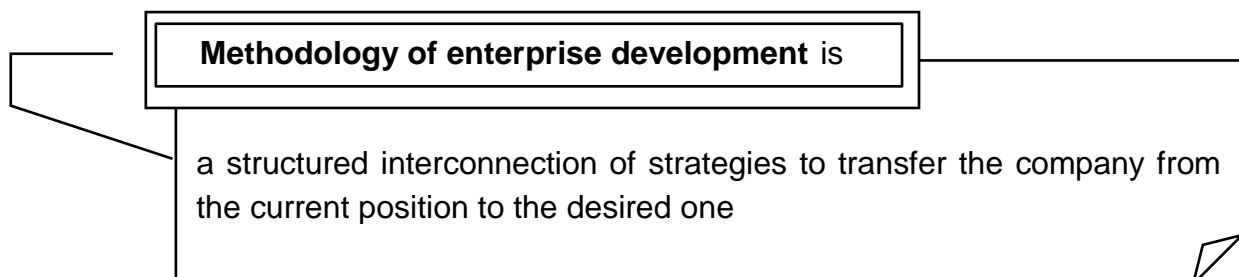 Methodology of enterprise development is
a structured interconnection of strategies to transfer the company from
the current position to the desired one